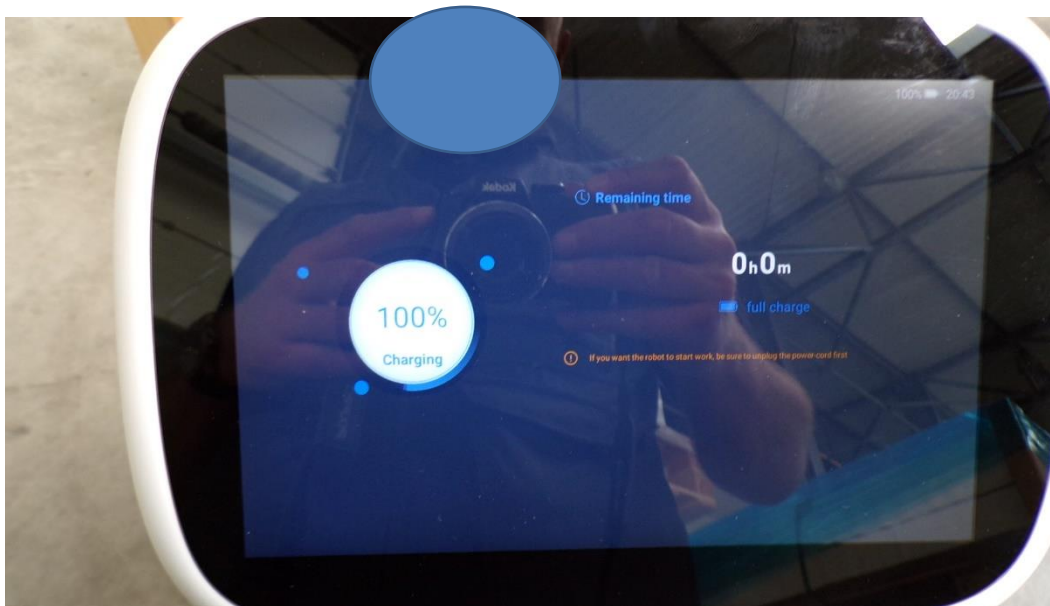 100% 20:43
Kodak
Remaining time
0h0m
100%
full charge
Charging
If you want the robot to start work, be sure to unplug the power cord first